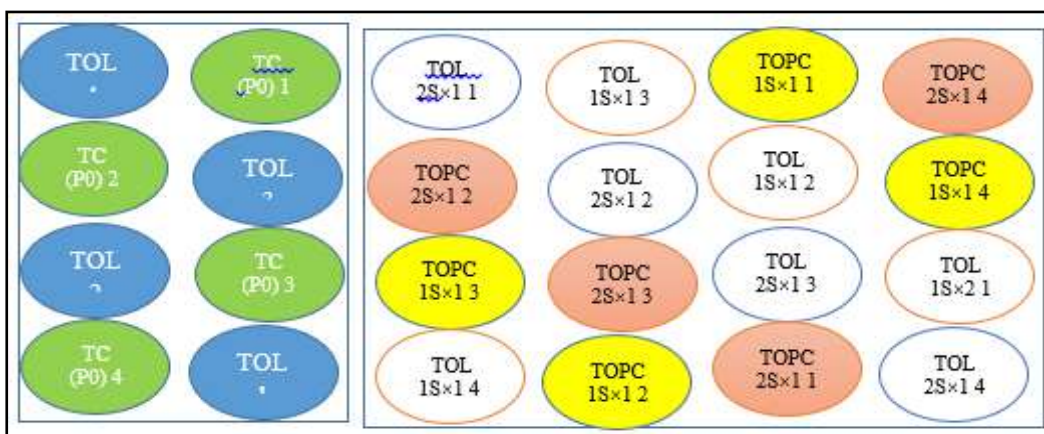 TOL
TC
(P0) 1
TC
(P0) 2
TOL
TOL
TC
(P0) 3
TC
(P0) 4
TOL
TOL
2S×1 1
TOL
1S×1 3
TOPC
1S×1 1
TOPC
2S×1 4
TOPC
2S×1 2
TOL
2S×1 2
TOL
1S×1 2
TOPC
1S×1 4
TOPC
1S×1 3
TOPC
2S×1 3
TOL
2S×1 3
TOL
1S×2 1
TOL
1S×1 4
TOPC
1S×1 2
TOPC
2S×1 1
TOL
2S×1 4